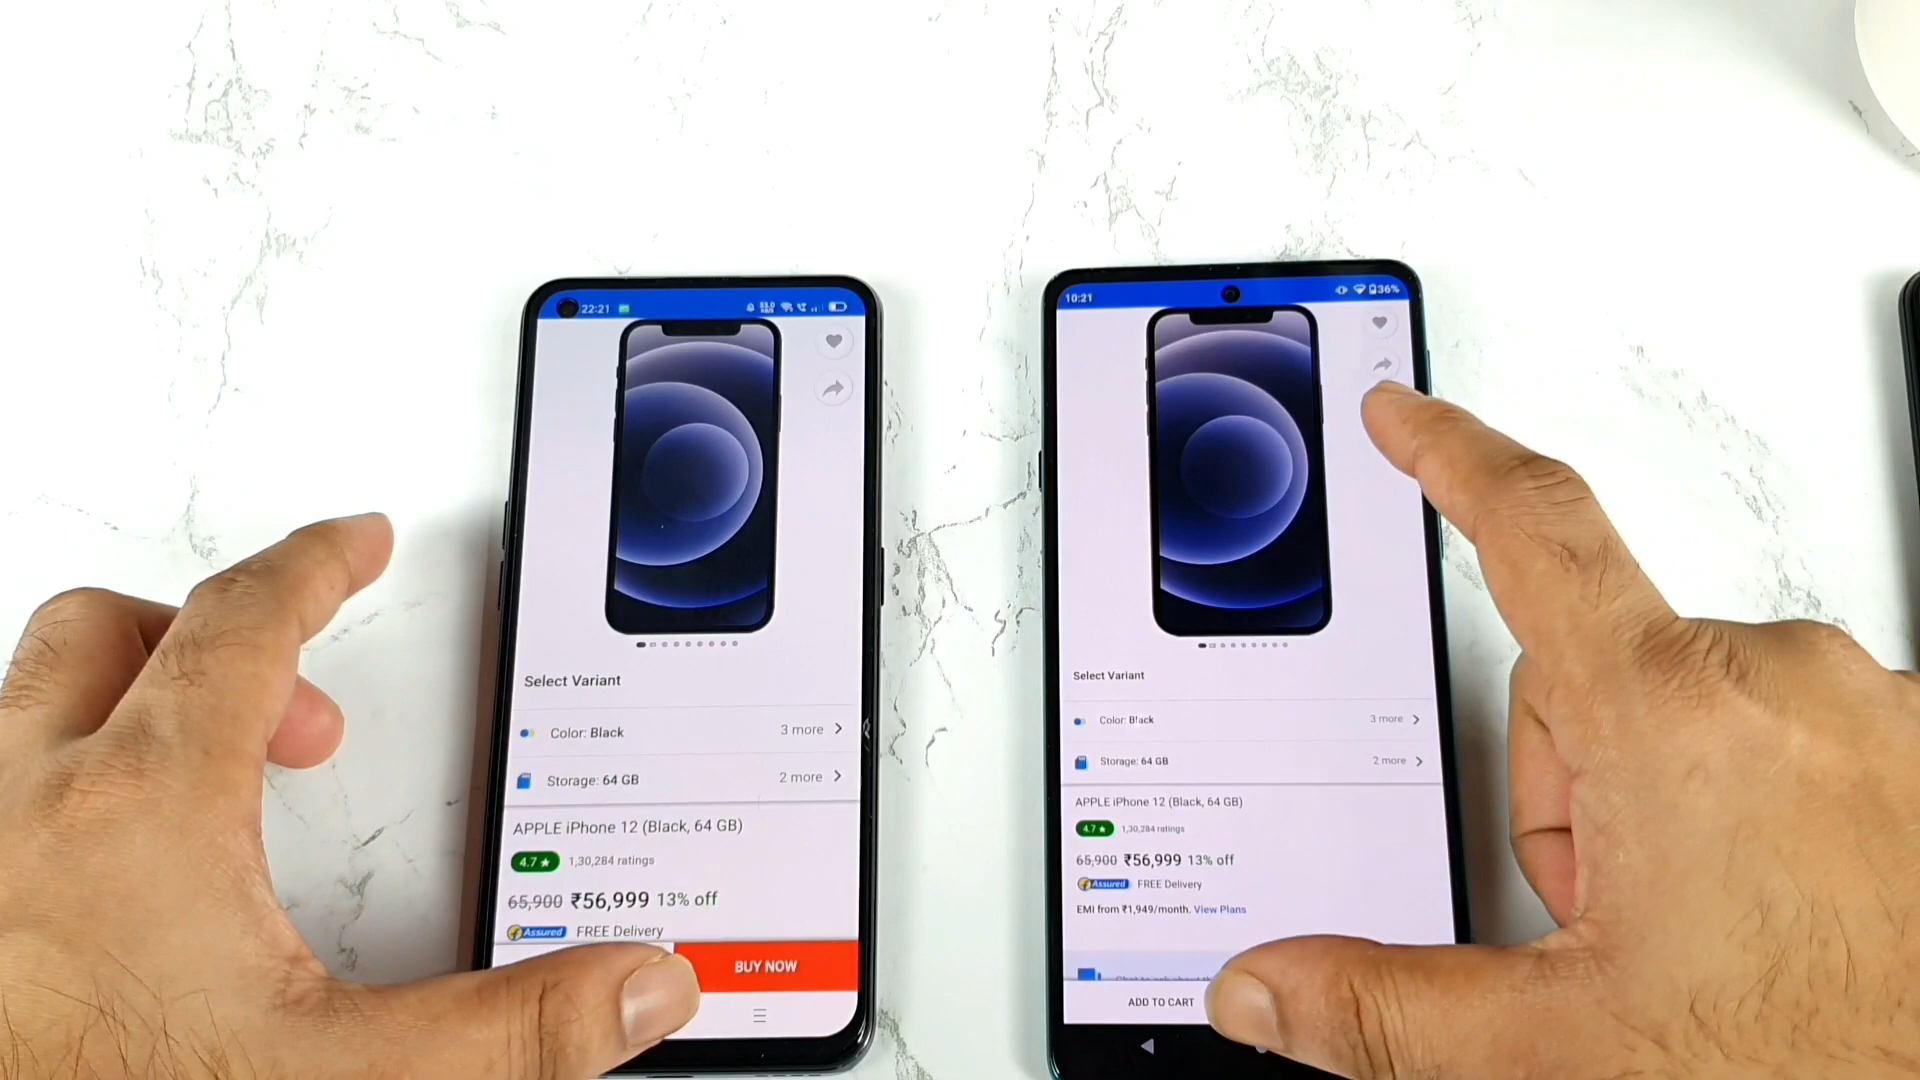 22:21
Select Variant
Color: Black
3 more
Storage: 64 GB
2 more
APPLE iPhone 12 (Black, 64 GB)
4.7★
1,30,284 ratings
65,900 ₹56,999 13% off
Assured FREE Delivery
BUY NOW
10:21
36%
Select Variant
Color: Black
3 more
Storage: 64 GB
2 more
APPLE iPhone 12 (Black, 64 GB)
4.7★
1,30,284 ratings
65,900 ₹56,999 13% off
Assured FREE Delivery
EMI from ₹1,949/month. View Plans
ADD TO CART